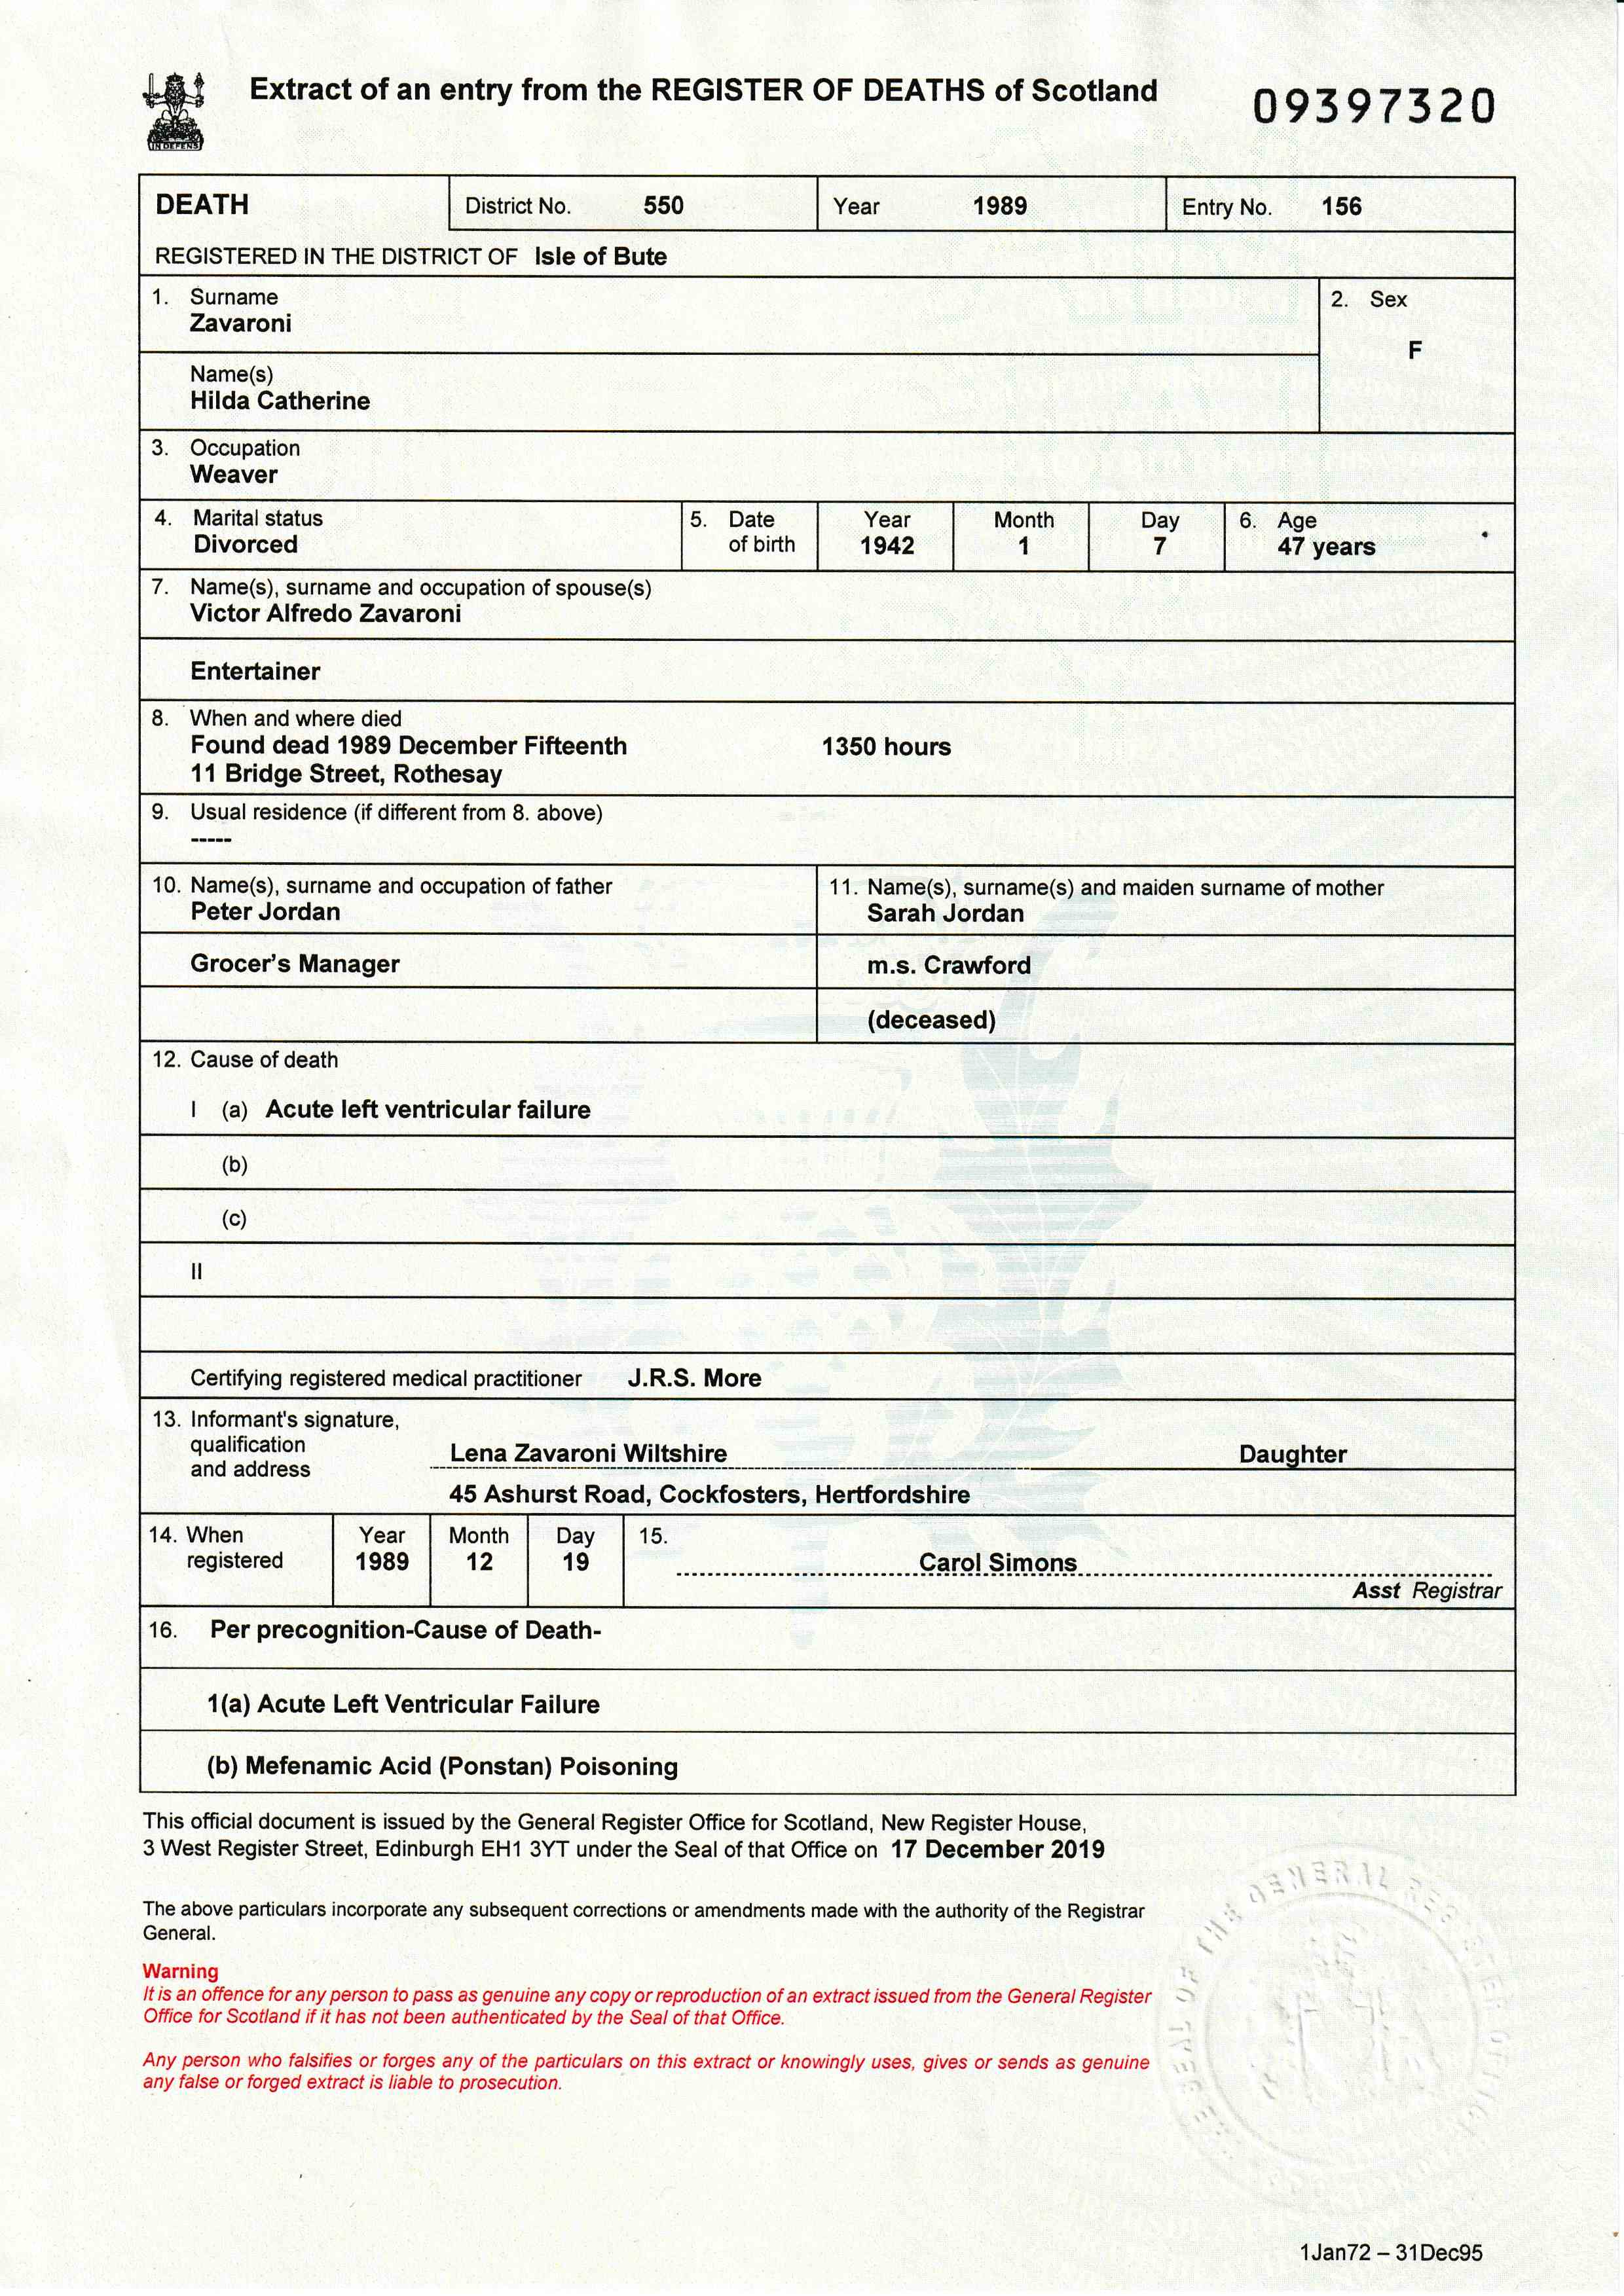 Extract of an entry from the REGISTER OF DEATHS of Scotland
09397320
IN DEFENS
DEATH District No. 550 Year 1989 Entry No. 156
REGISTERED IN THE DISTRICT OF Isle of Bute
1. Surname 2. Sex
Zavaroni
F
Name(s)
Hilda Catherine
3. Occupation
Weaver
4. Marital status 5. Date Year Month Day 6. Age
Divorced of birth 1942 1 7 47 years
7. Name(s), surname and occupation of spouse(s)
Victor Alfredo Zavaroni
Entertainer
8. When and where died
Found dead 1989 December Fifteenth 1350 hours
11 Bridge Street, Rothesay
9. Usual residence (if different from 8. above)
-----
10. Name(s), surname and occupation of father 11. Name(s), surname(s) and maiden surname of mother
Peter Jordan Sarah Jordan
Grocer's Manager m.s. Crawford
(deceased)
12. Cause of death
I (a) Acute left ventricular failure
(b)
(c)
II
Certifying registered medical practitioner J.R.S. More
13. Informant's signature,
qualification Lena Zavaroni Wiltshire Daughter
and address
45 Ashurst Road, Cockfosters, Hertfordshire
14. When Year Month Day 15.
registered 1989 12 19 Carol Simons
Asst Registrar
16. Per precognition-Cause of Death-
1(a) Acute Left Ventricular Failure
(b) Mefenamic Acid (Ponstan) Poisoning
This official document is issued by the General Register Office for Scotland, New Register House,
3 West Register Street, Edinburgh EH1 3YT under the Seal of that Office on 17 December 2019
The above particulars incorporate any subsequent corrections or amendments made with the authority of the Registrar
General.
Warning
It is an offence for any person to pass as genuine any copy or reproduction of an extract issued from the General Register
Office for Scotland if it has not been authenticated by the Seal of that Office.
Any person who falsifies or forges any of the particulars on this extract or knowingly uses, gives or sends as genuine
any false or forged extract is liable to prosecution.
SEAL OF THE GENERAL REGISTER OFFICE
1Jan72 – 31Dec95